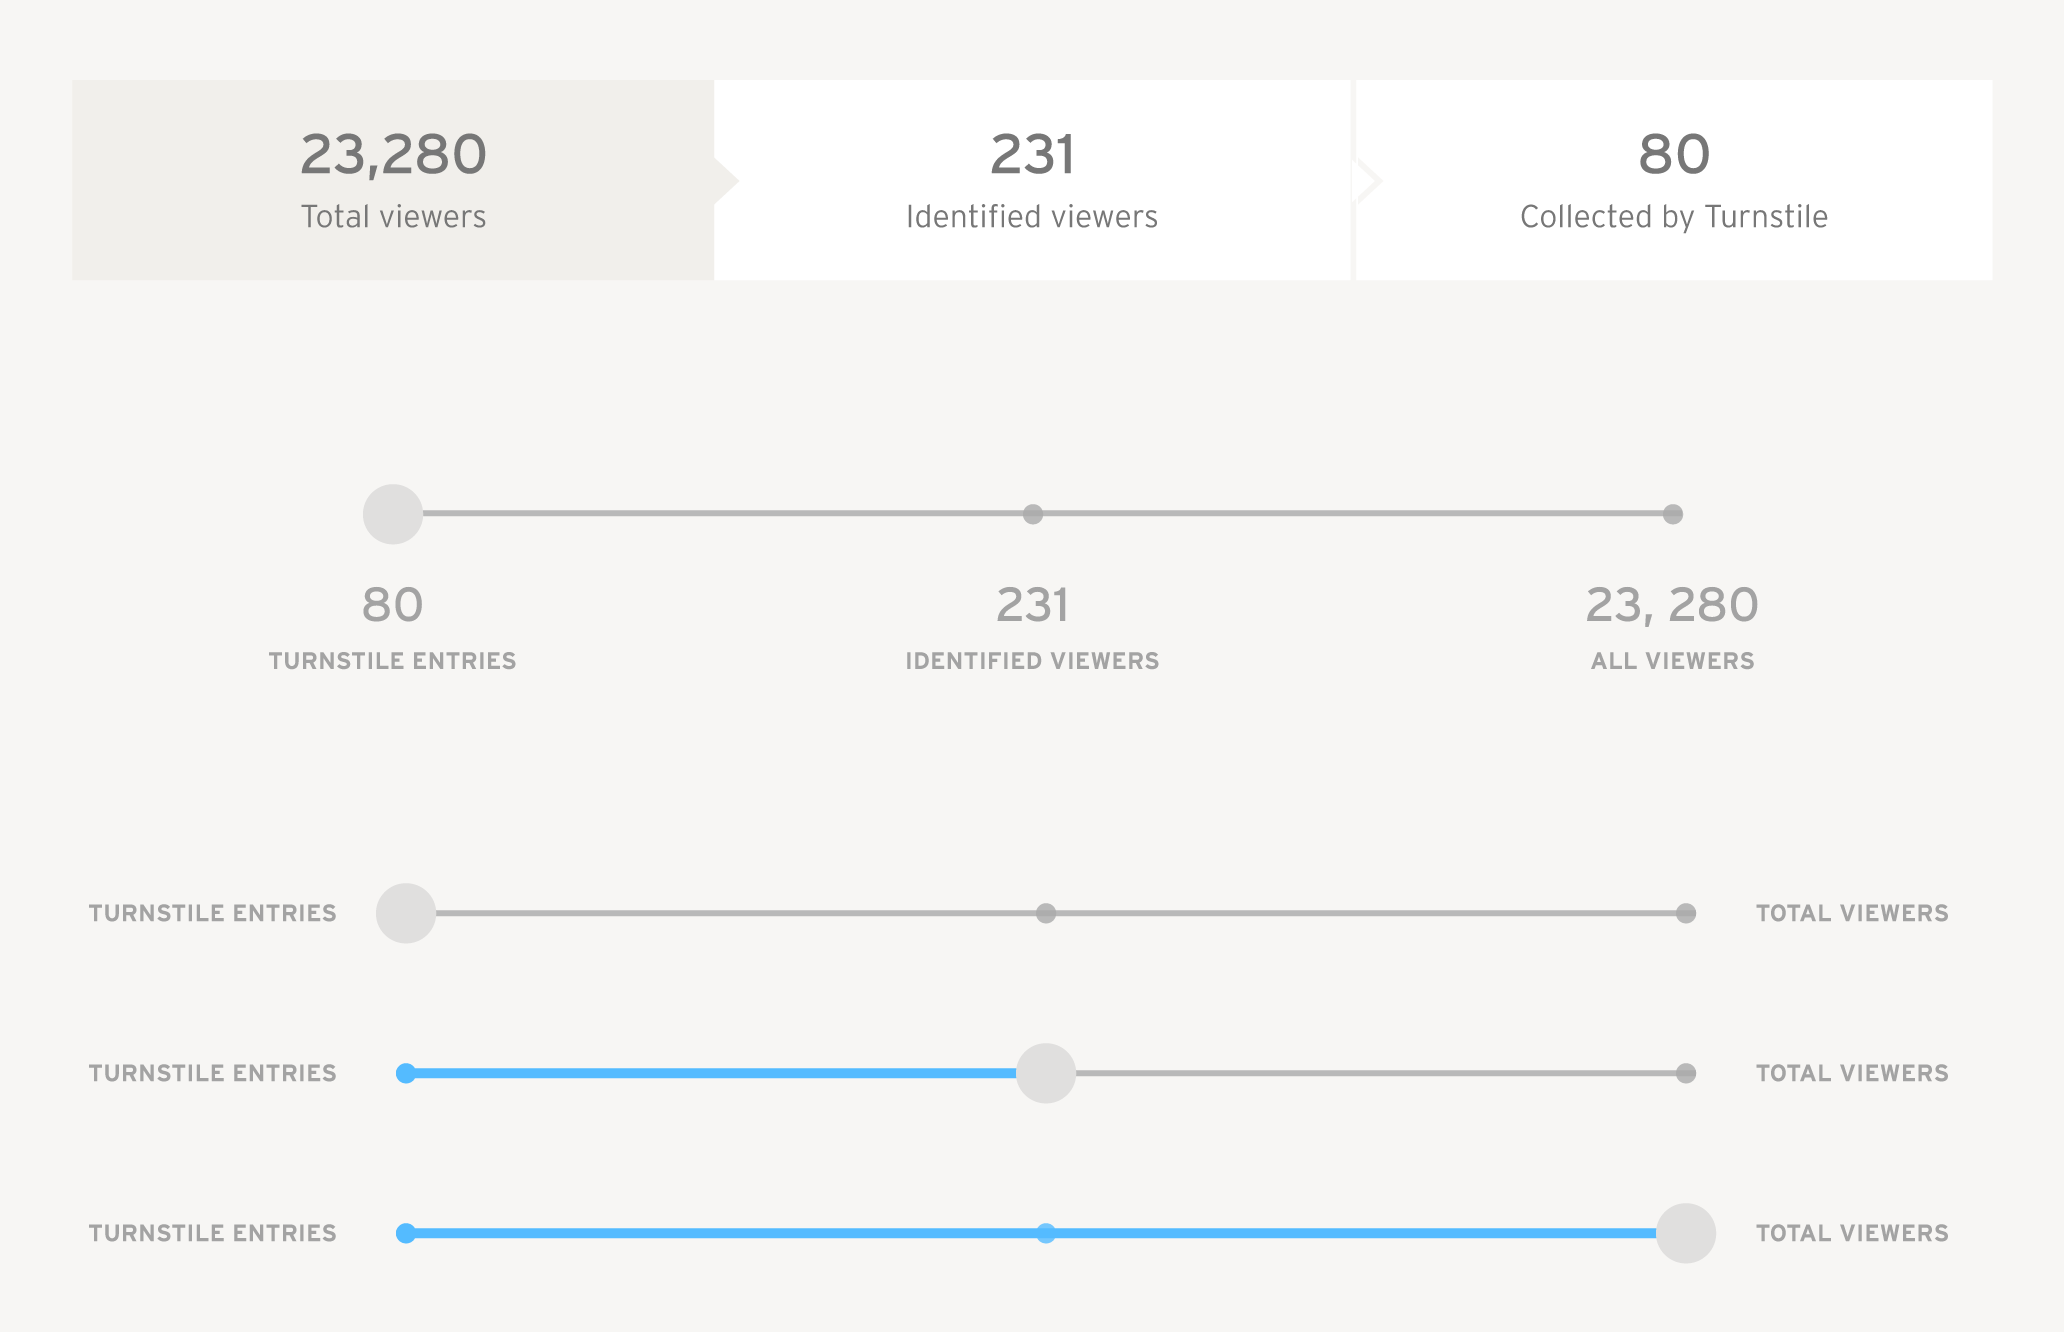 23,280
Total viewers
231
Identified viewers
80
Collected by Turnstile
80
TURNSTILE ENTRIES
231
IDENTIFIED VIEWERS
23, 280
ALL VIEWERS
TURNSTILE ENTRIES
TOTAL VIEWERS
TURNSTILE ENTRIES
TOTAL VIEWERS
TURNSTILE ENTRIES
TOTAL VIEWERS